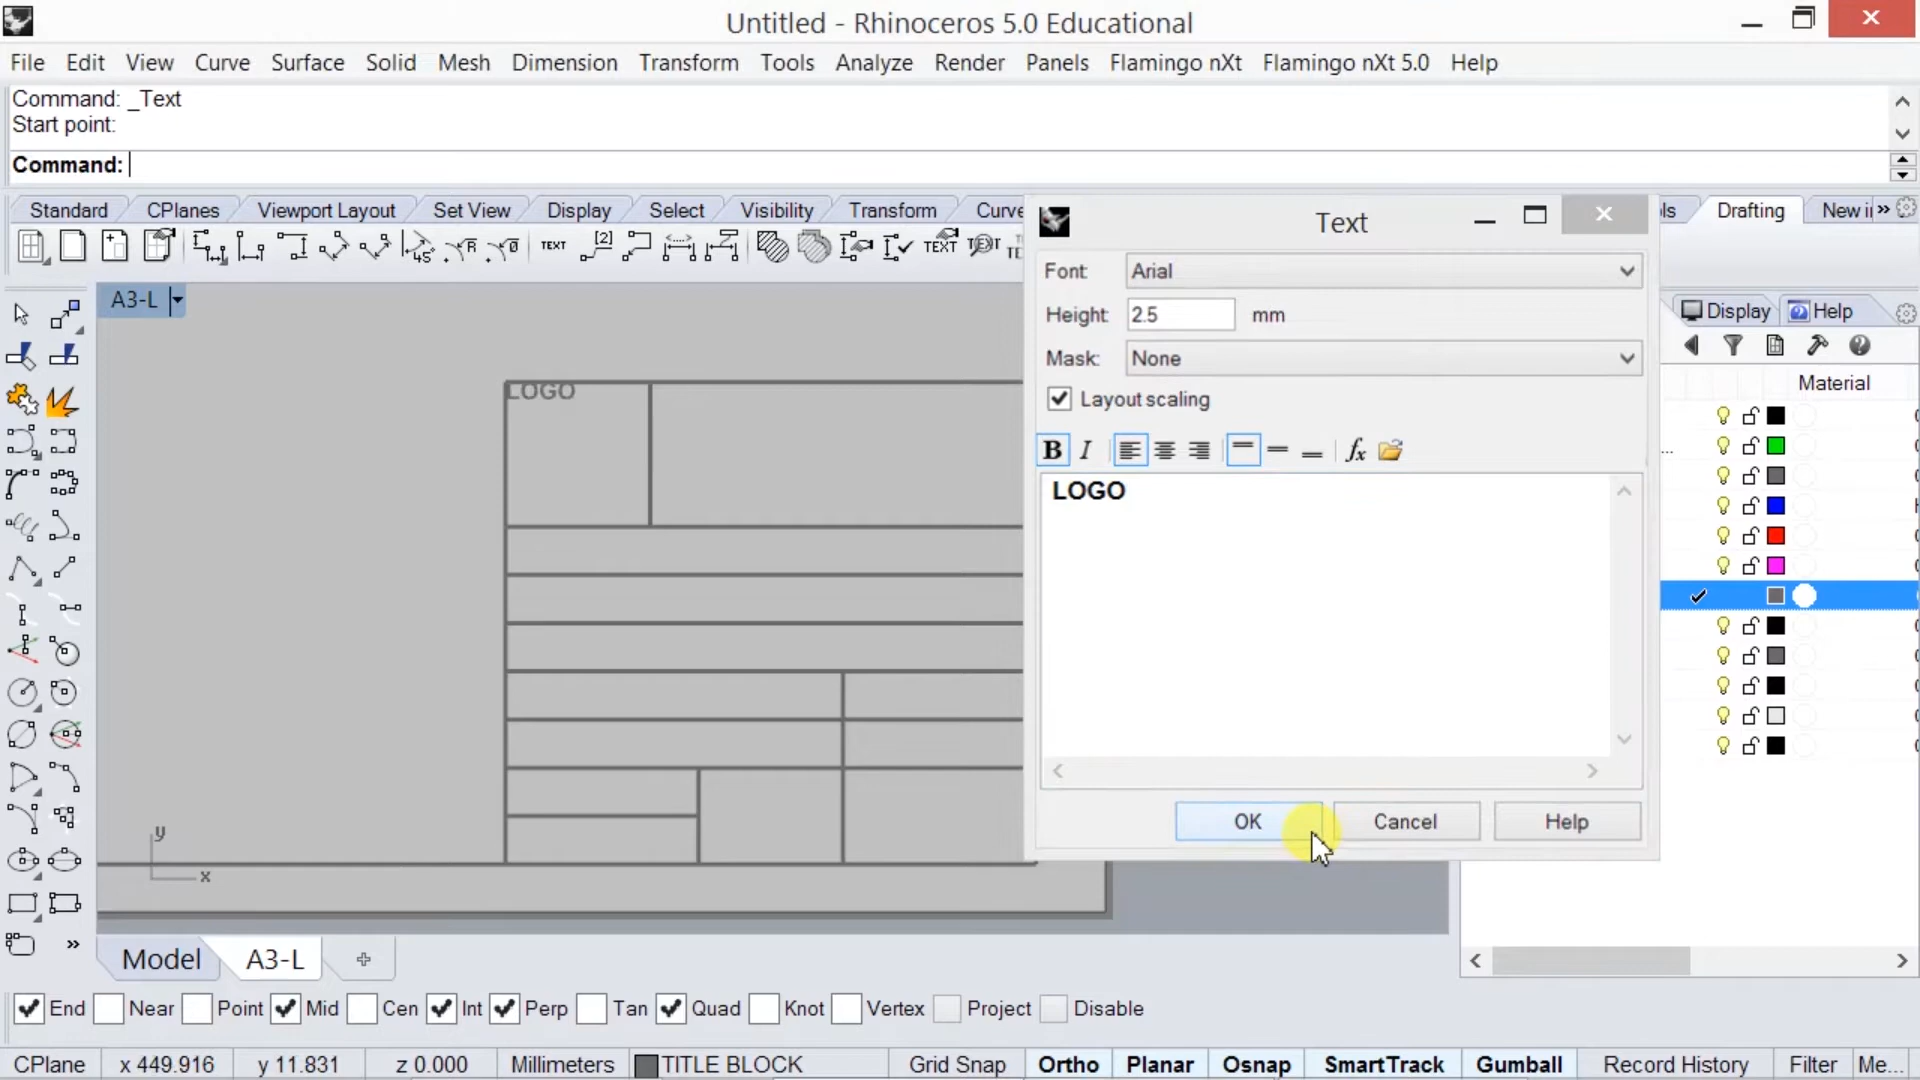 Untitled - Rhinoceros 5.0 Educational
File Edit View Curve Surface Solid Mesh Dimension Transform Tools Analyze Render Panels Flamingo nXt Flamingo nXt 5.0 Help
Command: _Text
Start point:
Command:
Standard CPlanes Viewport Layout Set View Display Select Visibility Transform Curve
Drafting
TEXT
TEXT
A3-L
LOGO
Text
Font: Arial
Height: 2.5 mm
Mask: None
Layout scaling
B I fx
LOGO
OK Cancel Help
Display Help
Material
y
x
Model A3-L +
End Near Point Mid Cen Int Perp Tan Quad Knot Vertex Project Disable
CPlane x 449.916 y 11.831 z 0.000 Millimeters TITLE BLOCK Grid Snap Ortho Planar Osnap SmartTrack Gumball Record History Filter Me...